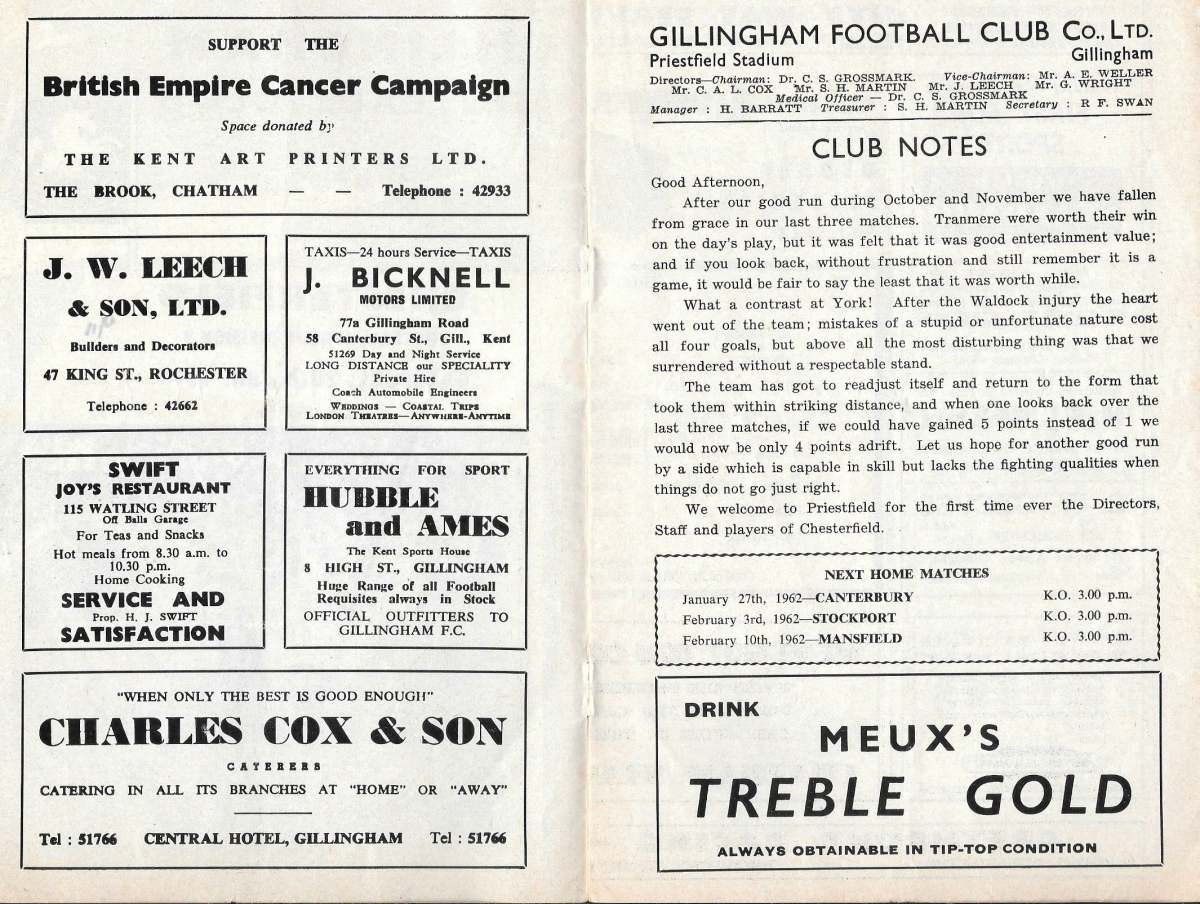 SUPPORT THE
British Empire Cancer Campaign
Space donated by
THE KENT ART PRINTERS LTD.
THE BROOK, CHATHAM — — Telephone : 42933
J. W. LEECH
& SON, LTD.
Builders and Decorators
47 KING ST., ROCHESTER
Telephone : 42662
TAXIS—24 hours Service—TAXIS
J. BICKNELL
MOTORS LIMITED
77a Gillingham Road
58 Canterbury St., Gill., Kent
51269 Day and Night Service
LONG DISTANCE our SPECIALITY
Private Hire
Coach Automobile Engineers
WEDDINGS — COASTAL TRIPS
LONDON THEATRES—ANYWHERE-ANYTIME
SWIFT
JOY'S RESTAURANT
115 WATLING STREET
Off Balls Garage
For Teas and Snacks
Hot meals from 8.30 a.m. to
10.30 p.m.
Home Cooking
SERVICE AND
Prop. H. J. SWIFT
SATISFACTION
EVERYTHING FOR SPORT
HUBBLE
and AMES
The Kent Sports House
8 HIGH ST., GILLINGHAM
Huge Range of all Football
Requisites always in Stock
OFFICIAL OUTFITTERS TO
GILLINGHAM F.C.
"WHEN ONLY THE BEST IS GOOD ENOUGH"
CHARLES COX & SON
CATERERS
CATERING IN ALL ITS BRANCHES AT "HOME" OR "AWAY"
Tel : 51766 CENTRAL HOTEL, GILLINGHAM Tel : 51766
GILLINGHAM FOOTBALL CLUB Co., LTD.
Priestfield Stadium Gillingham
Directors—Chairman: Dr. C. S. GROSSMARK. Vice-Chairman: Mr. A. E. WELLER
Mr. C. A. L. COX Mr. S. H. MARTIN Mr. J. LEECH Mr. G. WRIGHT
Medical Officer — Dr. C. S. GROSSMARK
Manager : H. BARRATT Treasurer : S. H. MARTIN Secretary : R F. SWAN
CLUB NOTES
Good Afternoon,
After our good run during October and November we have fallen
from grace in our last three matches. Tranmere were worth their win
on the day's play, but it was felt that it was good entertainment value;
and if you look back, without frustration and still remember it is a
game, it would be fair to say the least that it was worth while.
What a contrast at York! After the Waldock injury the heart
went out of the team; mistakes of a stupid or unfortunate nature cost
all four goals, but above all the most disturbing thing was that we
surrendered without a respectable stand.
The team has got to readjust itself and return to the form that
took them within striking distance, and when one looks back over the
last three matches, if we could have gained 5 points instead of 1 we
would now be only 4 points adrift. Let us hope for another good run
by a side which is capable in skill but lacks the fighting qualities when
things do not go just right.
We welcome to Priestfield for the first time ever the Directors,
Staff and players of Chesterfield.
NEXT HOME MATCHES
January 27th, 1962—CANTERBURY K.O. 3.00 p.m.
February 3rd, 1962—STOCKPORT K.O. 3.00 p.m.
February 10th, 1962—MANSFIELD K.O. 3.00 p.m.
DRINK
MEUX'S
TREBLE GOLD
ALWAYS OBTAINABLE IN TIP-TOP CONDITION